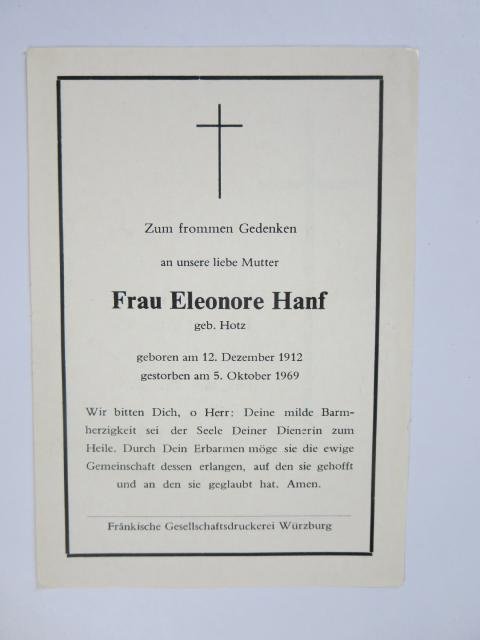 Zum frommen Gedenken
an unsere liebe Mutter
Frau Eleonore Hanf
geb. Hotz
geboren am 12. Dezember 1912
gestorben am 5. Oktober 1969
Wir bitten Dich, o Herr: Deine milde Barm-
herzigkeit sei der Seele Deiner Dienerin zum
Heile. Durch Dein Erbarmen möge sie die ewige
Gemeinschaft dessen erlangen, auf den sie gehofft
und an den sie geglaubt hat. Amen.
Fränkische Gesellschaftsdruckerei Würzburg